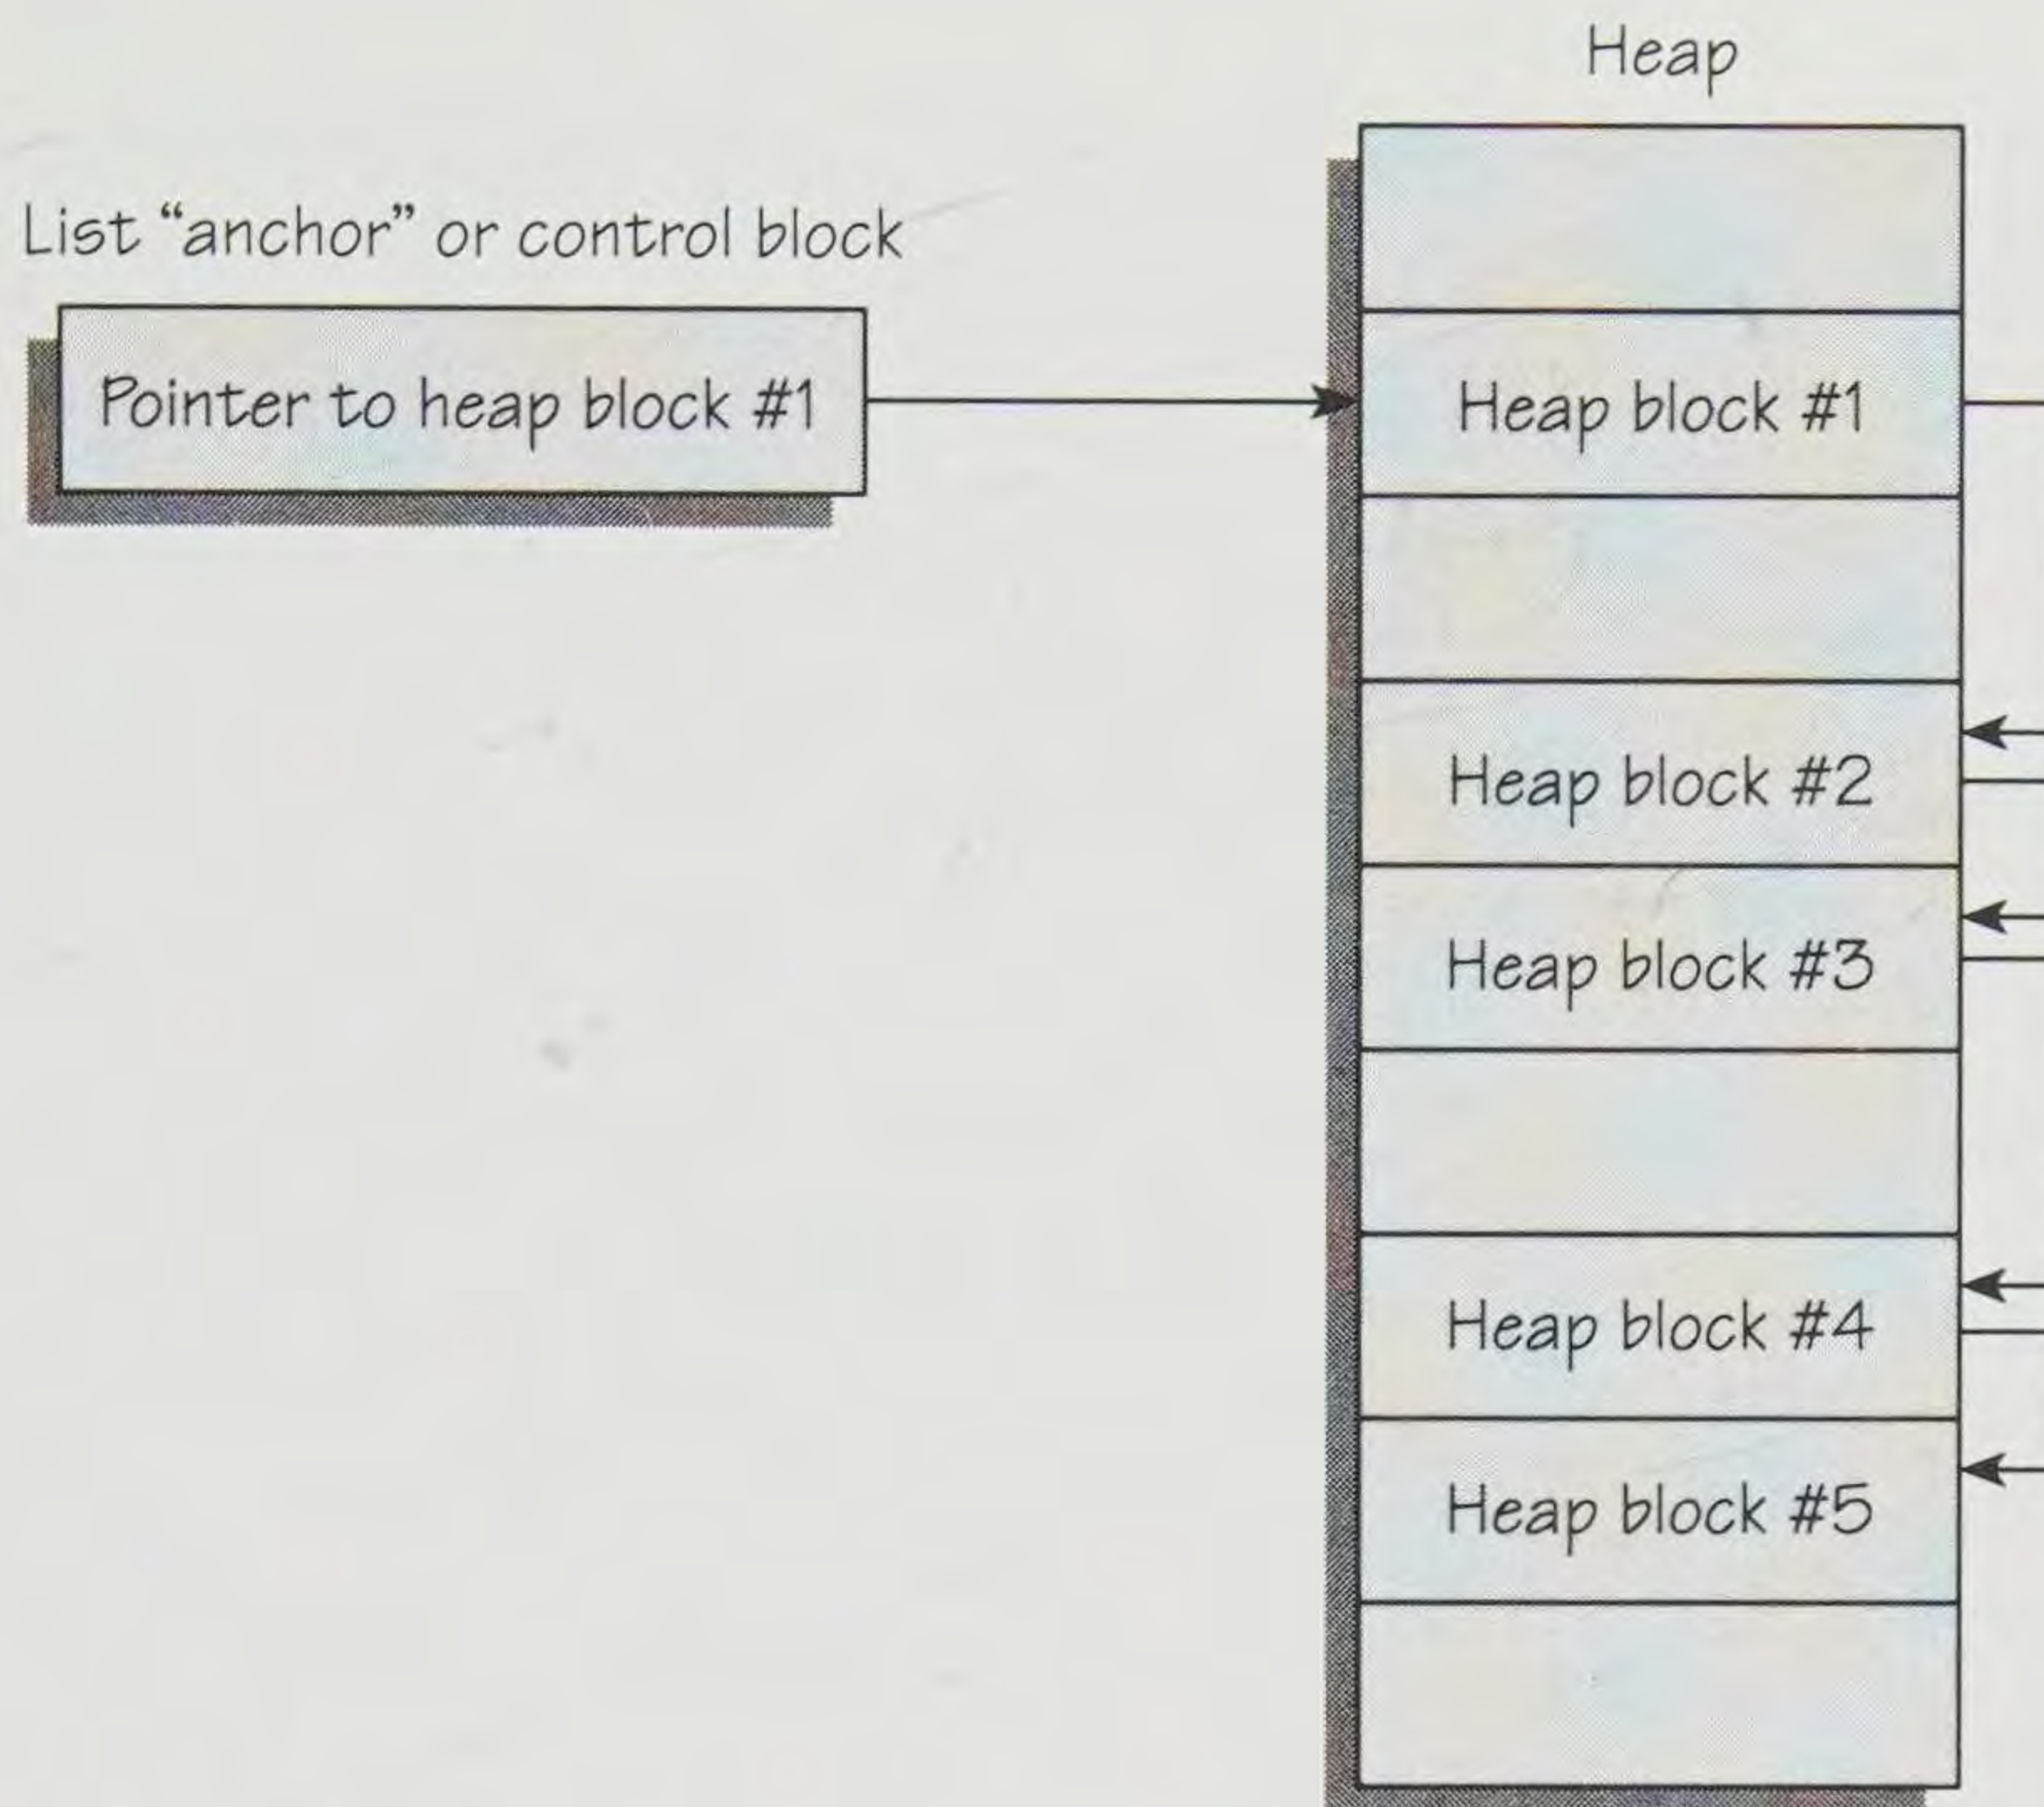 Heap
List “anchor” or control block
Pointer to heap block #1
Heap block #1
Heap block #2
Heap block #3
Heap block #4
Heap block #5